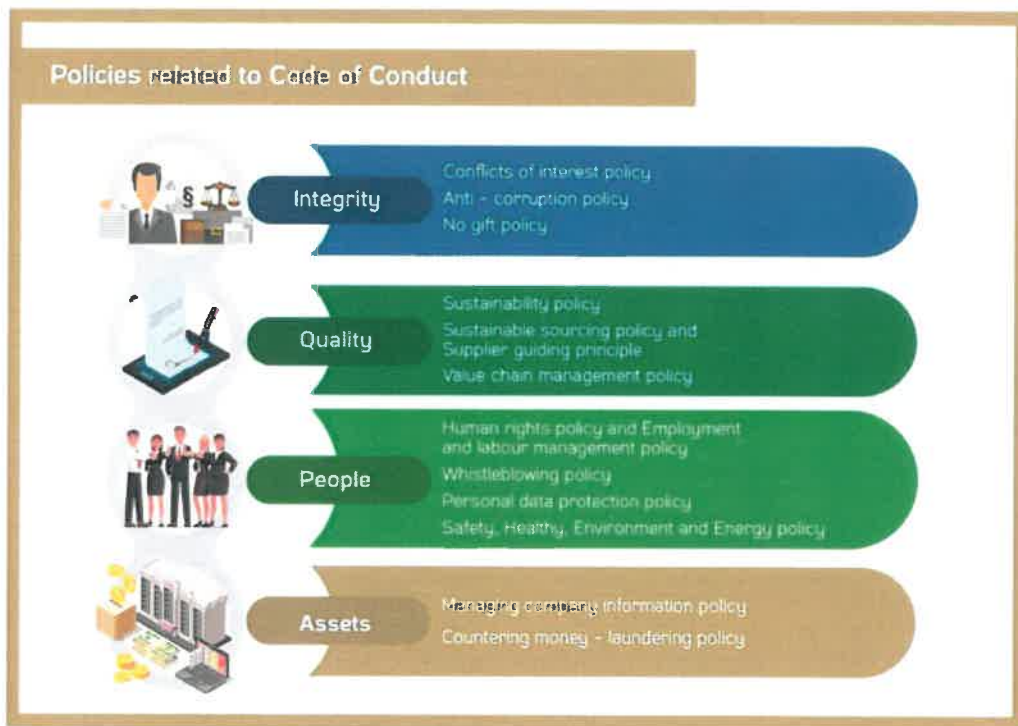 Policies related to Code of Conduct
Integrity
Conflicts of interest policy
Anti - corruption policy
No gift policy
§
Quality
Sustainability policy
Sustainable sourcing policy and
Supplier guiding principle
Value chain management policy
People
Human rights policy and Employment
and labour management policy
Whistleblowing policy
Personal data protection policy
Safety, Healthy, Environment and Energy policy
Assets
Managing company information policy
Countering money - laundering policy